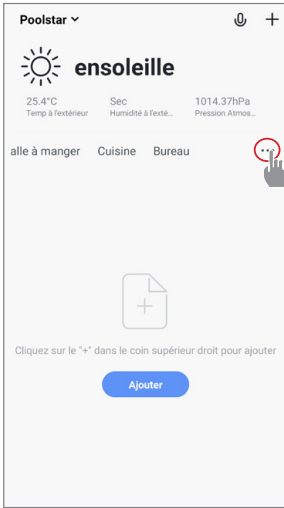 Poolstar
ensoleille
25.4°C Sec 1014.37hPa
Temp à l'extérieur Humidité à l'exté... Pression Atmos...
alle à manger Cuisine Bureau
Cliquez sur le "+" dans le coin supérieur droit pour ajouter
Ajouter